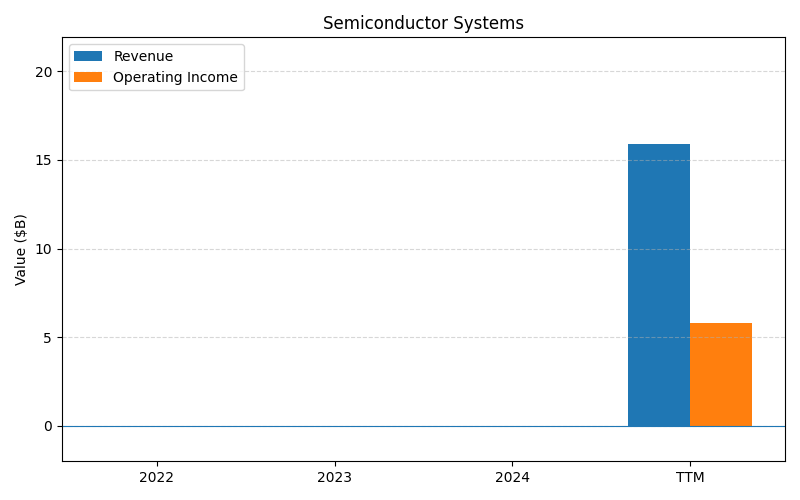 Semiconductor Systems
Revenue
Operating Income
Value ($B)
20
15
10
5
0
2022 2023 2024 TTM